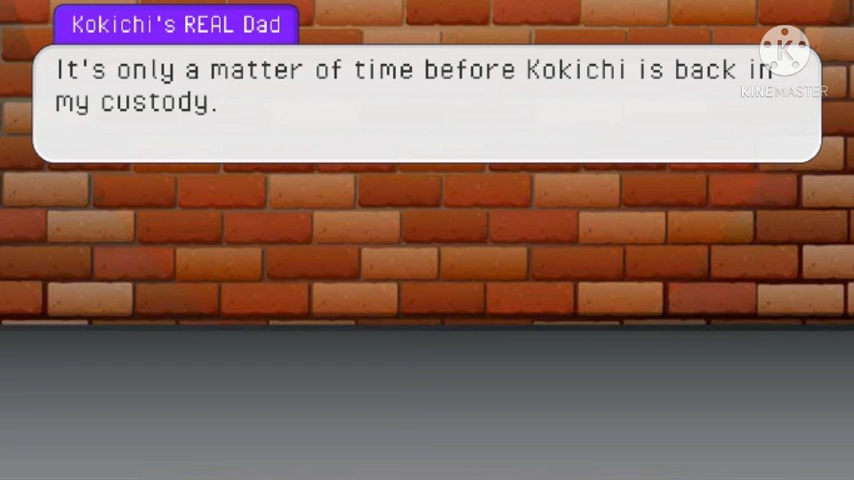 Kokichi's REAL Dad
It's only a matter of time before Kokichi is back in
my custody.
KINEMASTER